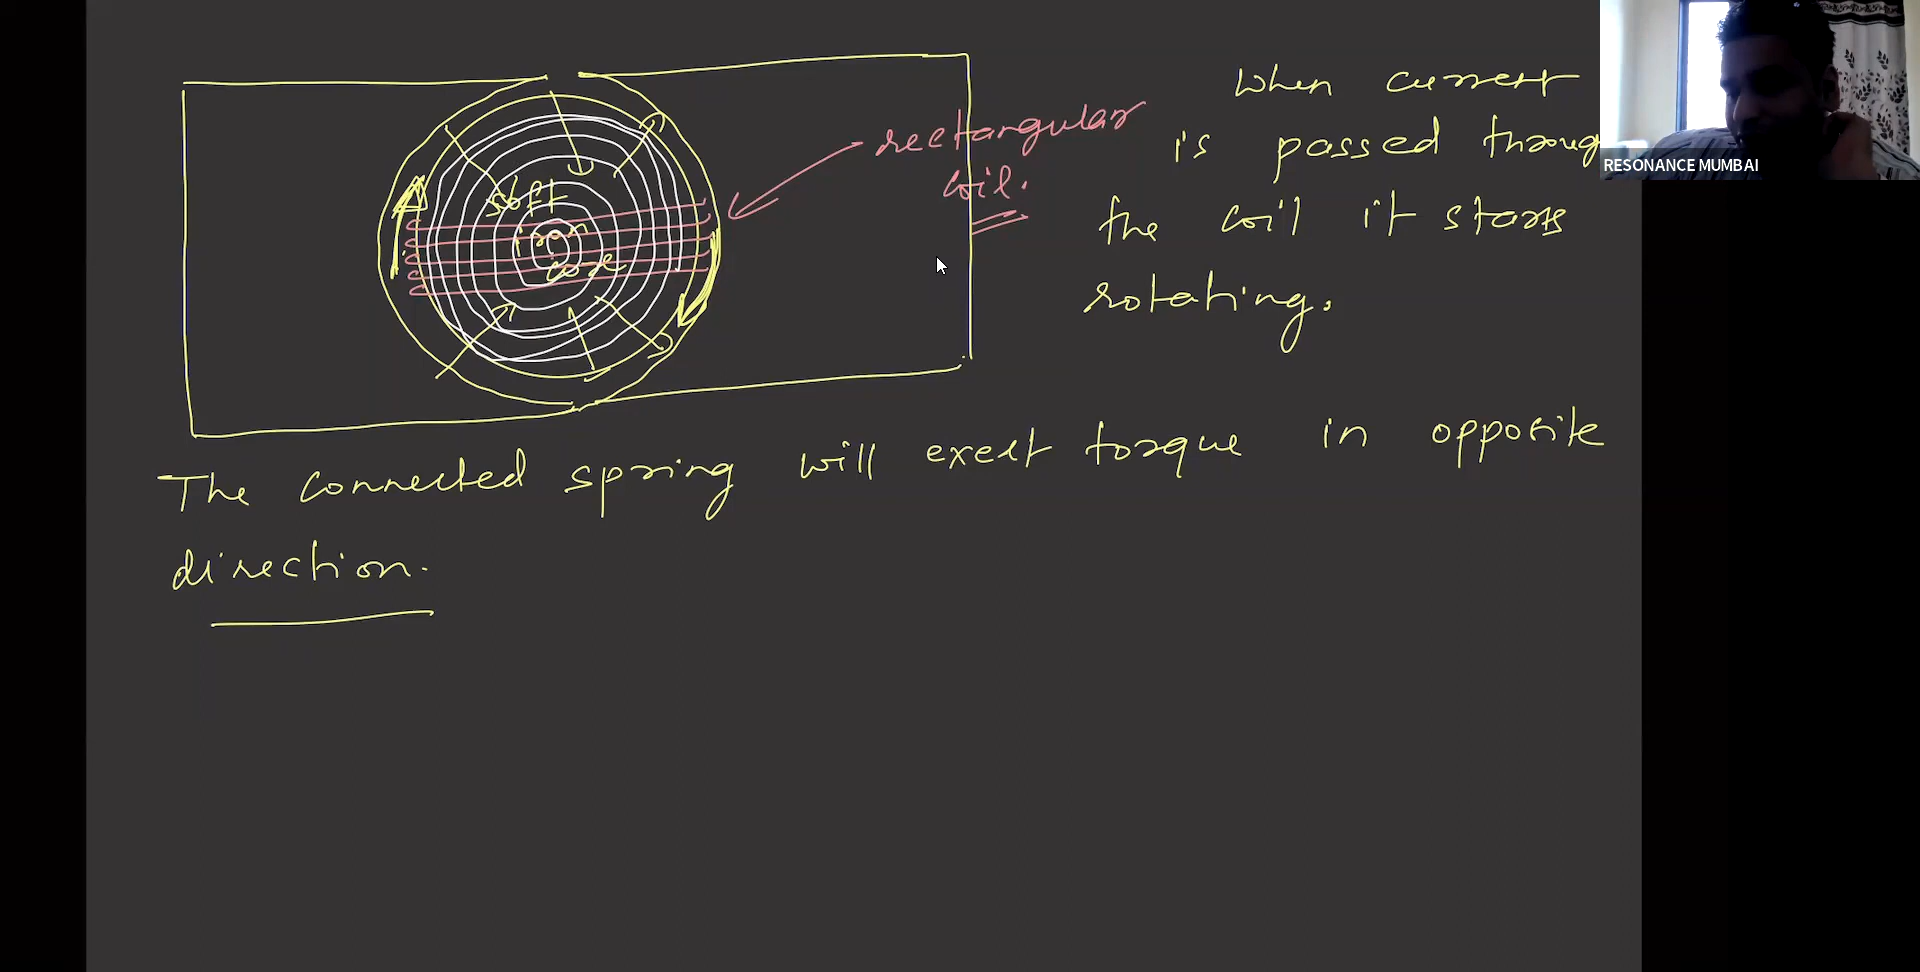 When current
is passed throug
the coil it starts
rotating.
rectangular
coil.
soft
iron
core
The connected spring will exert torque in opposite
direction.
RESONANCE MUMBAI